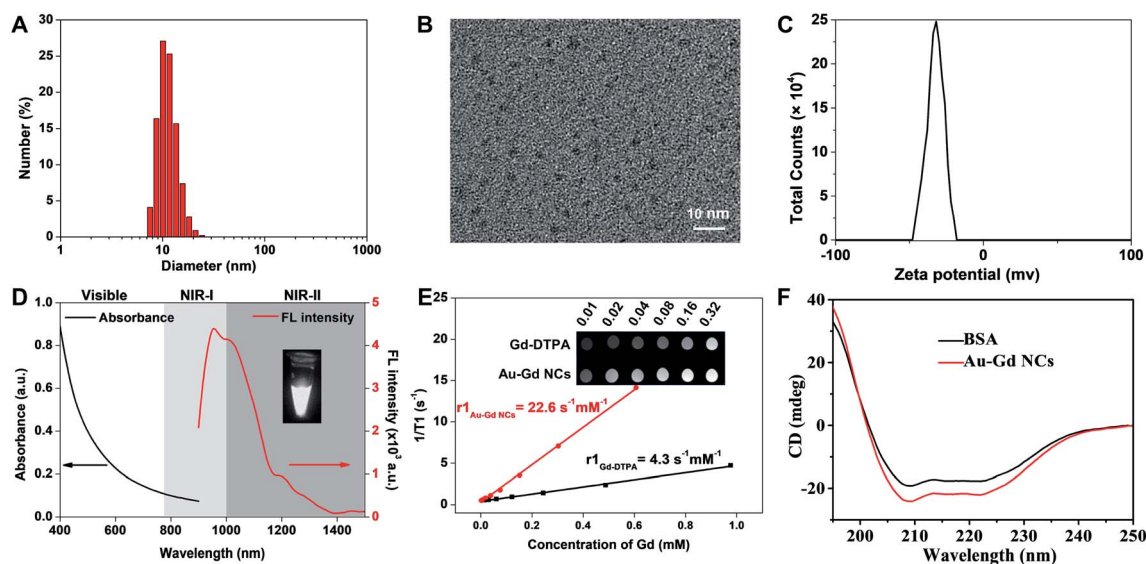 A
30
25
20
15
10
5
0
Number (%)
1
10
100
1000
Diameter (nm)
B
10 nm
C
25
20
15
10
5
0
Total Counts (× 10⁴)
-100
-50
0
50
100
Zeta potential (mv)
D
Visible
NIR-I
NIR-II
Absorbance
FL intensity
1.0
0.8
0.6
0.4
0.2
0.0
Absorbance (a.u.)
5
4
3
2
1
0
FL intensity (x10³ a.u.)
400
600
800
1000
1200
1400
Wavelength (nm)
E
25
20
15
10
5
0
1/T1 (s⁻¹)
0.01
0.02
0.04
0.08
0.16
0.32
Gd-DTPA
Au-Gd NCs
r1Au-Gd NCs = 22.6 s⁻¹mM⁻¹
r1Gd-DTPA = 4.3 s⁻¹mM⁻¹
0.0
0.2
0.4
0.6
0.8
1.0
Concentration of Gd (mM)
F
40
20
0
-20
CD (mdeg)
BSA
Au-Gd NCs
200
210
220
230
240
250
Wavelength (nm)